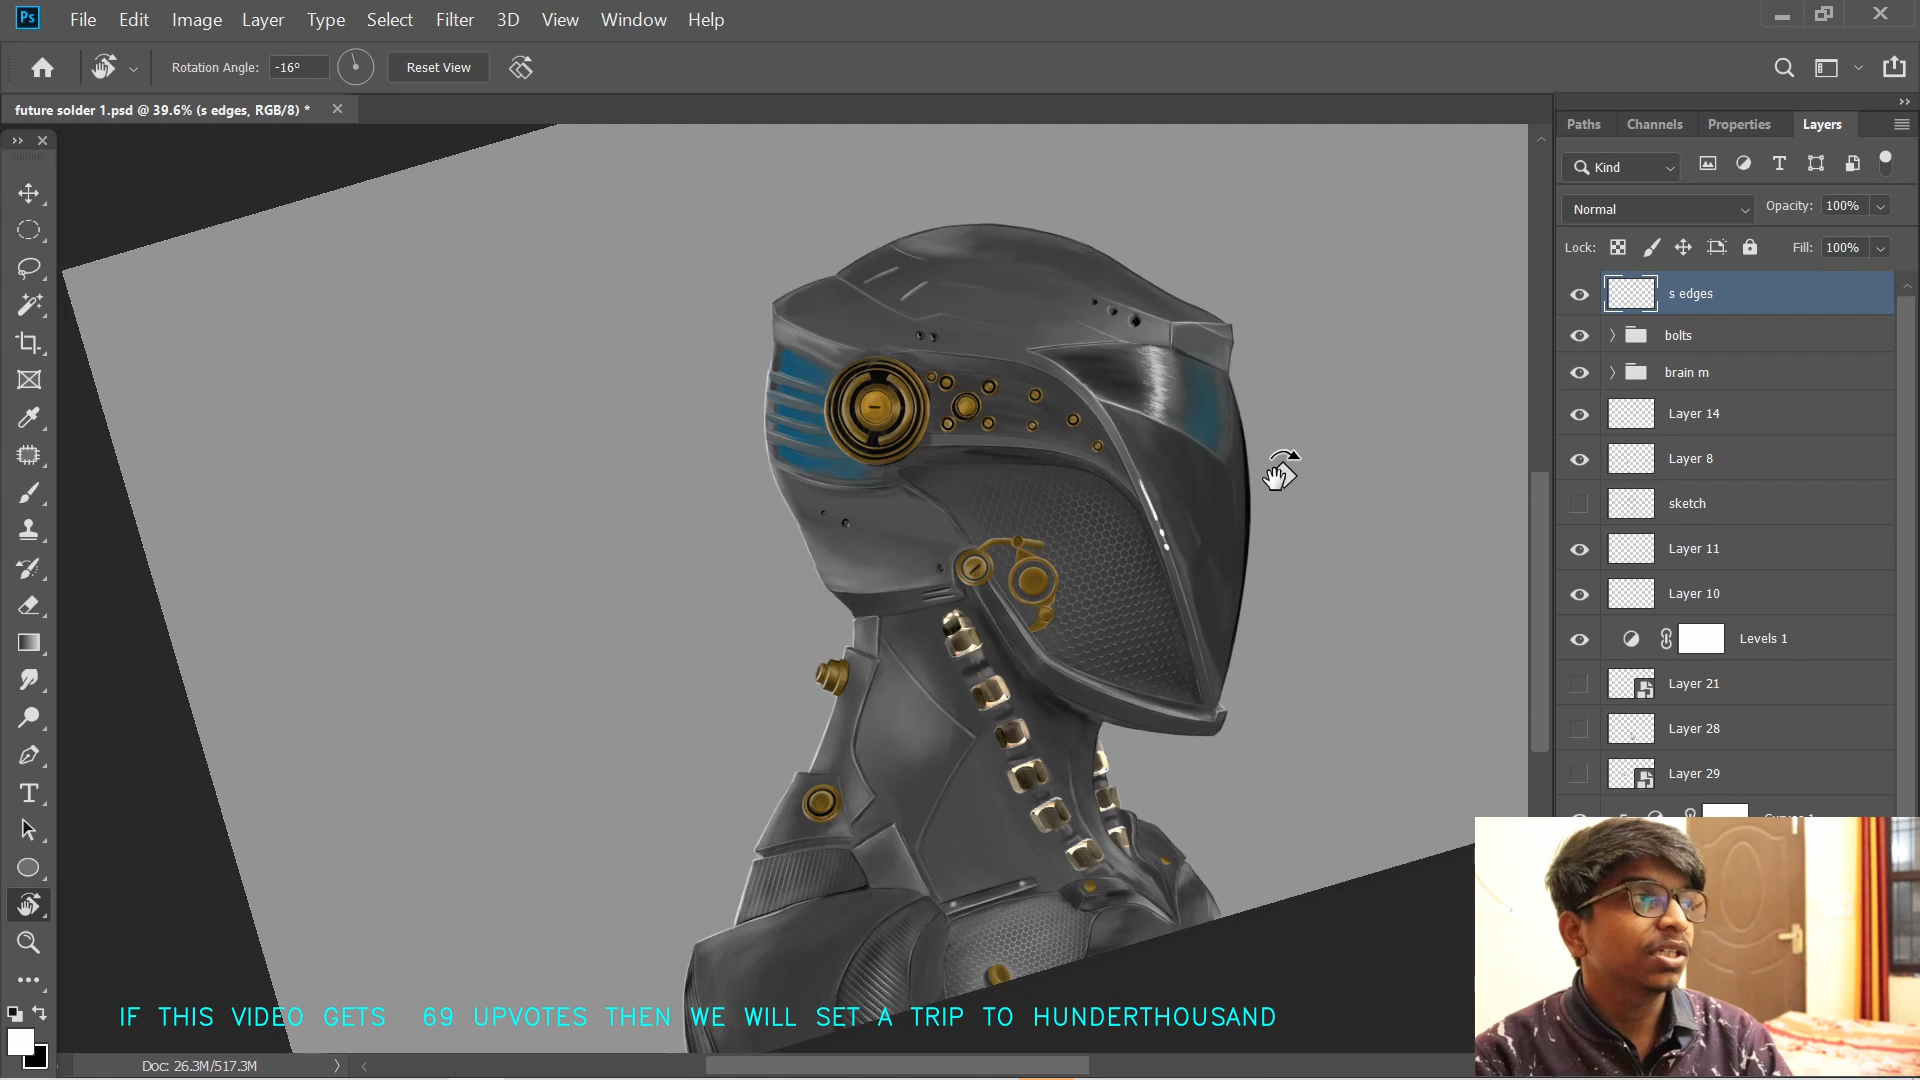 Ps
File Edit Image Layer Type Select Filter 3D View Window Help
Rotation Angle: -16° Reset View
future solder 1.psd @ 39.6% (s edges, RGB/8) *
Paths Channels Properties Layers
Kind
Normal Opacity: 100%
Lock: Fill: 100%
s edges
bolts
brain m
Layer 14
Layer 8
sketch
Layer 11
Layer 10
Levels 1
Layer 21
Layer 28
Layer 29
IF THIS VIDEO GETS 69 UPVOTES THEN WE WILL SET A TRIP TO HUNDERTHOUSAND
Doc: 26.3M/517.3M